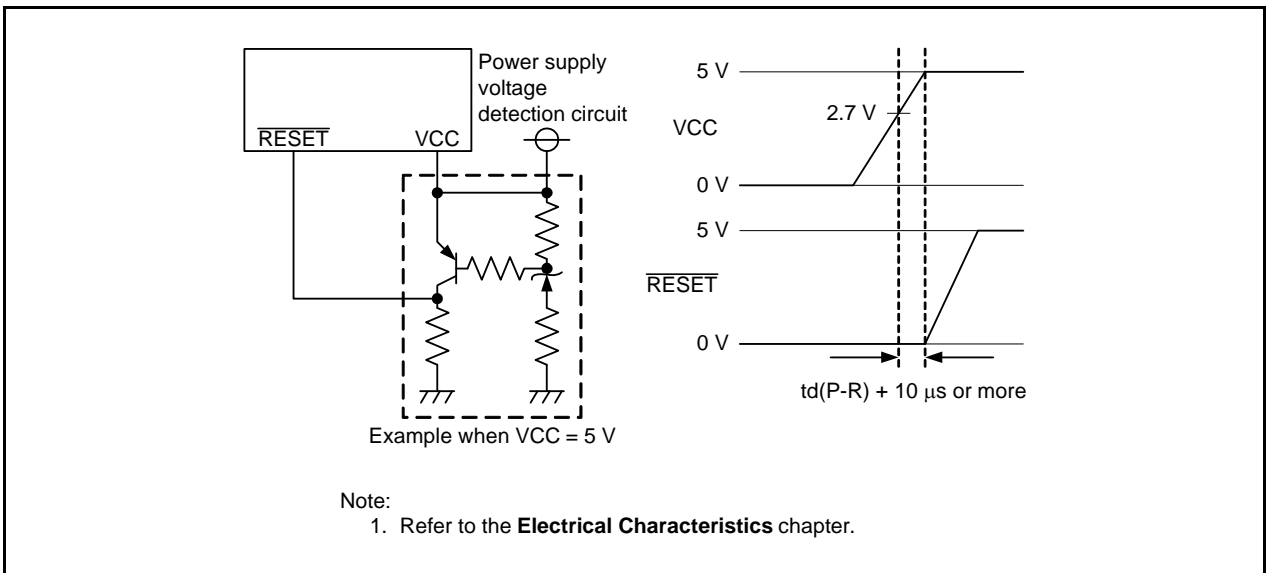 Power supply
voltage
detection circuit
RESET VCC
Example when VCC = 5 V
5 V
2.7 V
VCC
0 V
5 V
RESET
0 V
td(P-R) + 10 μs or more
Note:
1. Refer to the Electrical Characteristics chapter.